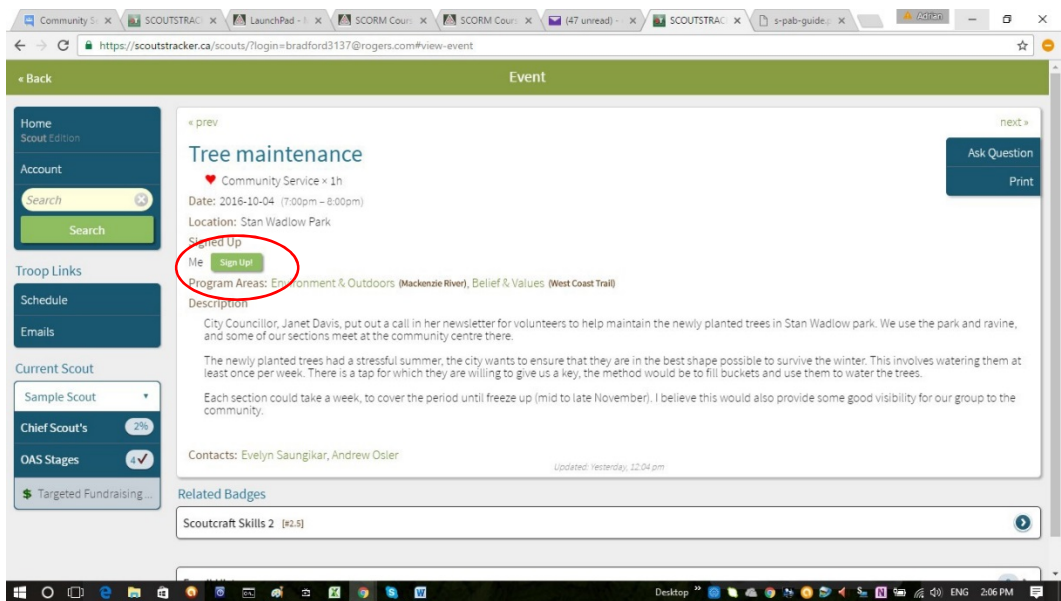 Community S
SCOUTSTRAC
LaunchPad -
SCORM Cour
SCORM Cour
(47 unread) -
SCOUTSTRAC
s-pab-guide.p
Adrian
https://scoutstracker.ca/scouts/?login=bradford3137@rogers.com#view-event
« Back
Event
Home
Scout Edition
Account
Search
Search
Troop Links
Schedule
Emails
Current Scout
Sample Scout
Chief Scout's 2%
OAS Stages 4✓
$ Targeted Fundraising...
« prev
next »
Ask Question
Print
Tree maintenance
Community Service × 1h
Date: 2016-10-04 (7:00pm – 8:00pm)
Location: Stan Wadlow Park
Signed Up
Me Sign Up!
Program Areas: Environment & Outdoors (Mackenzie River), Belief & Values (West Coast Trail)
Description
City Councillor, Janet Davis, put out a call in her newsletter for volunteers to help maintain the newly planted trees in Stan Wadlow park. We use the park and ravine,
and some of our sections meet at the community centre there.
The newly planted trees had a stressful summer, the city wants to ensure that they are in the best shape possible to survive the winter. This involves watering them at
least once per week. There is a tap for which they are willing to give us a key, the method would be to fill buckets and use them to water the trees.
Each section could take a week, to cover the period until freeze up (mid to late November). I believe this would also provide some good visibility for our group to the
community.
Contacts: Evelyn Saungikar, Andrew Osler
Updated: Yesterday, 12:04 pm
Related Badges
Scoutcraft Skills 2 [#2.5]
Desktop
ENG 2:06 PM